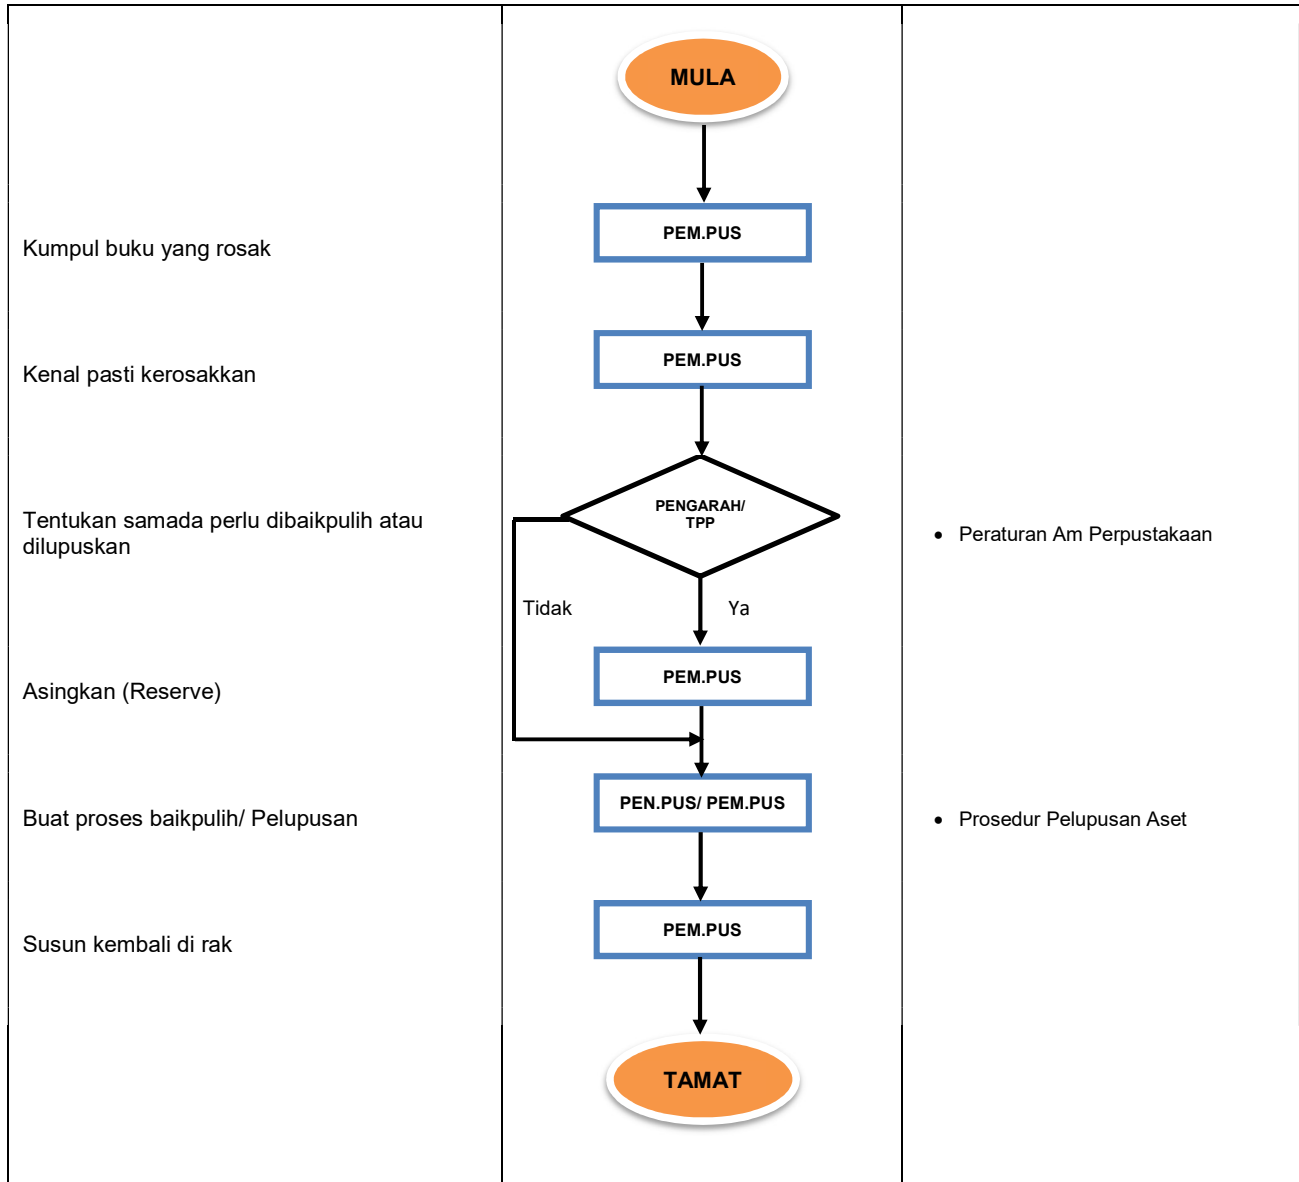 MULA
Kumpul buku yang rosak
PEM.PUS
Kenal pasti kerosakkan
PEM.PUS
Tentukan samada perlu dibaikpulih atau
dilupuskan
PENGARAH/
TPP
• Peraturan Am Perpustakaan
Tidak
Ya
Asingkan (Reserve)
PEM.PUS
Buat proses baikpulih/ Pelupusan
PEN.PUS/ PEM.PUS
• Prosedur Pelupusan Aset
Susun kembali di rak
PEM.PUS
TAMAT